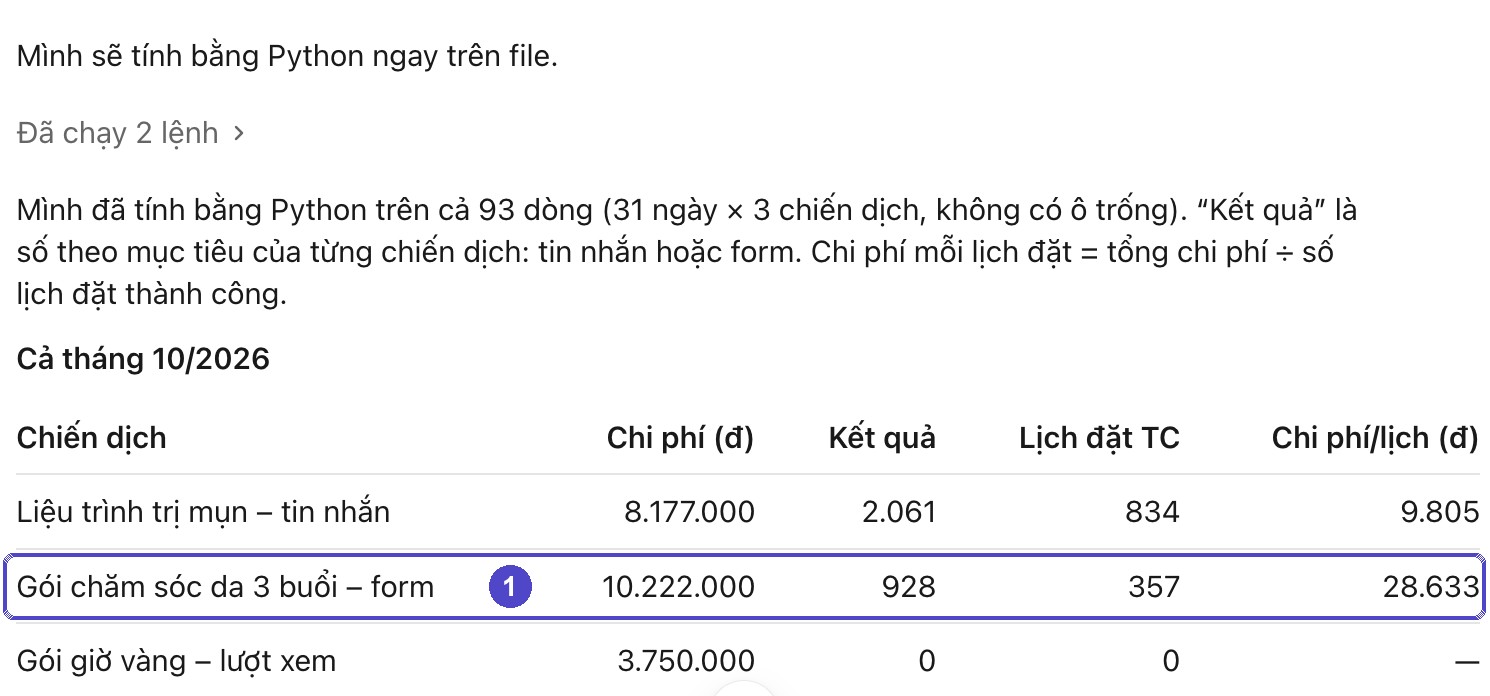 Mình sẽ tính bằng Python ngay trên file.
Đã chạy 2 lệnh >
Mình đã tính bằng Python trên cả 93 dòng (31 ngày × 3 chiến dịch, không có ô trống). “Kết quả” là
số theo mục tiêu của từng chiến dịch: tin nhắn hoặc form. Chi phí mỗi lịch đặt = tổng chi phí ÷ số
lịch đặt thành công.
Cả tháng 10/2026
Chiến dịch Chi phí (đ) Kết quả Lịch đặt TC Chi phí/lịch (đ)
Liệu trình trị mụn – tin nhắn 8.177.000 2.061 834 9.805
Gói chăm sóc da 3 buổi – form 1 10.222.000 928 357 28.633
Gói giờ vàng – lượt xem 3.750.000 0 0 —